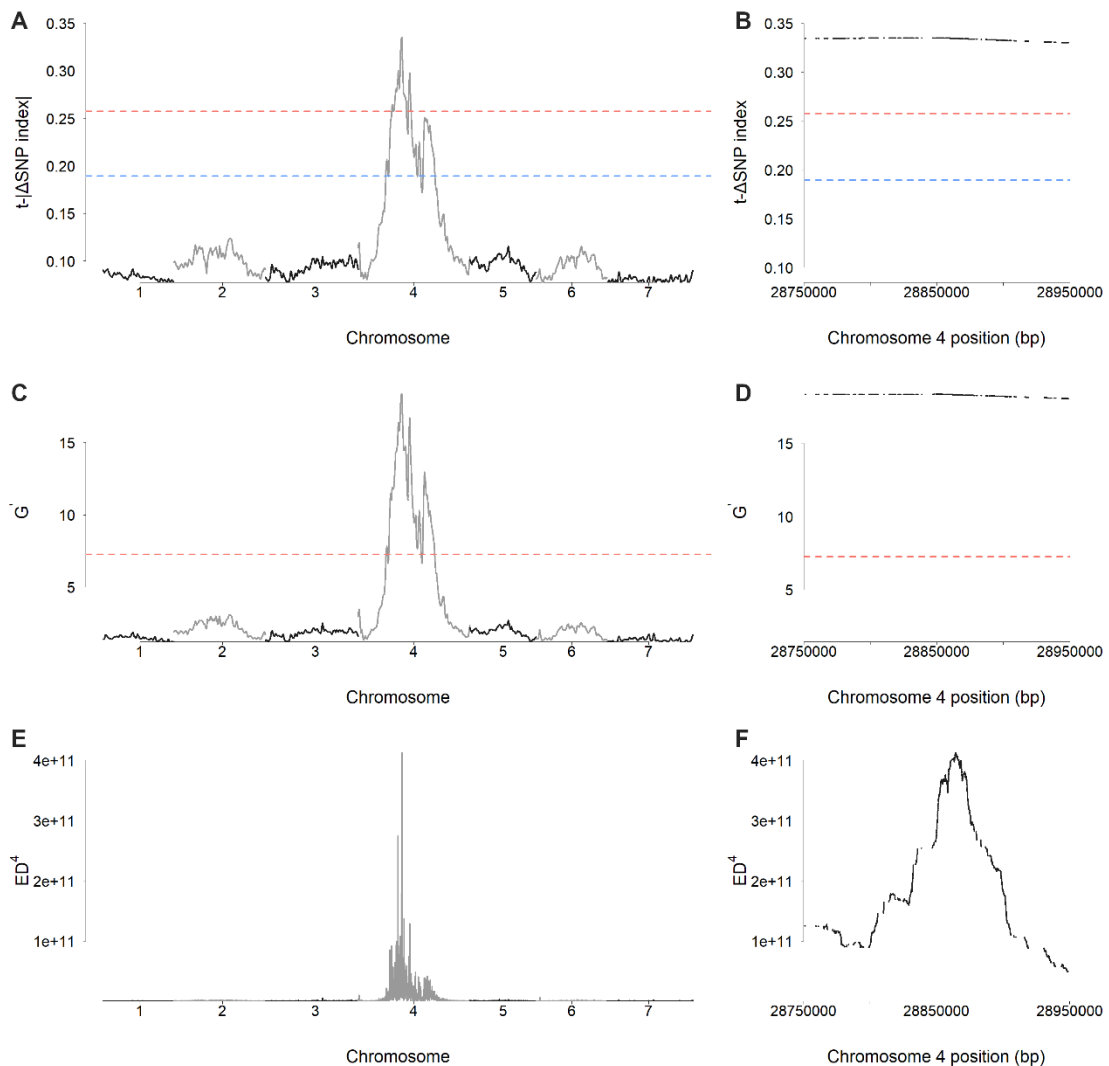 A
0.35
0.30
0.25
0.20
0.15
0.10
t-|ΔSNP index|
1 2 3 4 5 6 7
Chromosome
B
0.35
0.30
0.25
0.20
0.15
0.10
t-ΔSNP index
28750000 28850000 28950000
Chromosome 4 position (bp)
C
15
10
5
G'
1 2 3 4 5 6 7
Chromosome
D
15
10
5
G'
28750000 28850000 28950000
Chromosome 4 position (bp)
E
4e+11
3e+11
2e+11
1e+11
ED⁴
1 2 3 4 5 6 7
Chromosome
F
4e+11
3e+11
2e+11
1e+11
ED⁴
28750000 28850000 28950000
Chromosome 4 position (bp)